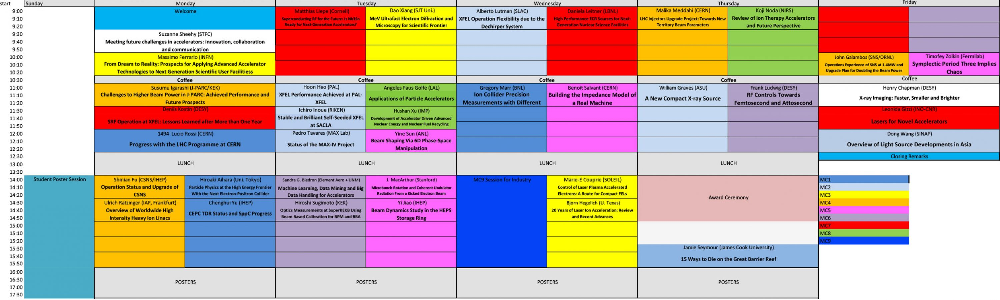 start
Sunday
Monday
Tuesday
Wednesday
Thursday
Friday
9:00
9:10
9:20
9:30
9:40
9:50
10:00
10:10
10:20
10:30
11:00
11:10
11:20
11:30
11:40
11:50
12:00
12:10
12:20
12:30
13:00
13:30
14:00
14:10
14:20
14:30
14:40
14:50
15:00
15:10
15:20
15:30
15:40
15:50
16:00
16:30
17:00
17:30
Student Poster Session
Welcome
Suzanne Sheehy (STFC)
Meeting future challenges in accelerators: innovation, collaboration
and communication
Massimo Ferrario (INFN)
From Dream to Reality: Prospects for Applying Advanced Accelerator
Technologies to Next Generation Scientific User Facilitiess
Coffee
Susumu Igarashi (J-PARC/KEK)
Challenges to Higher Beam Power in J-PARC: Achieved Performance and
Future Prospects
Deniis Kostin (DESY)
SRF Operation at XFEL: Lessons Learned after More than One Year
1494 Lucio Rossi (CERN)
Progress with the LHC Programme at CERN
LUNCH
Shinian Fu (CSNS/IHEP)
Operation Status and Upgrade of
CSNS
Ulrich Ratzinger (IAP, Frankfurt)
Overview of Worldwide High
Intensity Heavy Ion Linacs
Hiroaki Aihara (Uni. Tokyo)
Particle Physics at the High Energy Frontier
With the Next Electron-Positron Collider
Chenghui Yu (IHEP)
CEPC TDR Status and SppC Progress
POSTERS
Matthias Liepe (Cornell)
Superconducting RF for the Future: Is Nb3Sn
Ready for Next-Generation Accelerators?
Dao Xiang (SJT Uni.)
MeV Ultrafast Electron Diffraction and
Microscopy for Scientific Frontier
Coffee
Hoon Heo (PAL)
XFEL Performance Achieved at PAL-
XFEL
Ichiro Inoue (RIKEN)
Stable and Brilliant Self-Seeded XFEL
at SACLA
Pedro Tavares (MAX Lab)
Status of the MAX-IV Project
Angeles Faus Golfe (LAL)
Applications of Particle Accelerators
Hushan Xu (IMP)
Development of Accelerator Driven Advanced
Nuclear Energy and Nuclear Fuel Recycling
Yine Sun (ANL)
Beam Shaping Via 6D Phase-Space
Manipulation
LUNCH
Sandra G. Biedron (Element Aero + UNM)
Machine Learning, Data Mining and Big
Data Handling for Accelerators
Hiroshi Sugimoto (KEK)
Optics Measurements at SuperKEKB Using
Beam Based Calibration for BPM and BBA
J. MacArthur (Stanford)
Microbunch Rotation and Coherent Undulator
Radiation From a Kicked Electron Beam
Yi Jiao (IHEP)
Beam Dynamics Study in the HEPS
Storage Ring
POSTERS
Alberto Lutman (SLAC)
XFEL Operation Flexibility due to the
Dechirper System
Daniela Leitner (LBNL)
High Performance ECR Sources for Next-
Generation Nuclear Science Facilities
Coffee
Gregory Marr (BNL)
Ion Collider Precision
Measurements with Different
Benoit Salvant (CERN)
Building the Impedance Model of
a Real Machine
LUNCH
MC9 Session for Industry
Marie-E Couprie (SOLEIL)
Control of Laser Plasma Accelerated
Electrons: A Route for Compact FELs
Bjorn Hegelich (U. Texas)
20 Years of Laser Ion Acceleration: Review
and Recent Advances
POSTERS
Malika Meddahi (CERN)
LHC Injectors Upgrade Project: Towards New
Territory Beam Parameters
Koji Noda (NIRS)
Review of Ion Therapy Accelerators
and Future Perspective
Coffee
William Graves (ASU)
A New Compact X-ray Source
Frank Ludwig (DESY)
RF Controls Towards
Femtosecond and Attosecond
LUNCH
Award Ceremony
Jamie Seymour (James Cook University)
15 Ways to Die on the Great Barrier Reef
POSTERS
John Galambos (SNS/ORNL)
Operations Experience of SNS at 1.4MW and
Upgrade Plan for Doubling the Beam Power
Timofey Zolkin (Fermilab)
Symplectic Period Three Implies
Chaos
Coffee
Henry Chapman (DESY)
X-ray Imaging: Faster, Smaller and Brighter
Leonida Gizzi (INO-CNR)
Lasers for Novel Accelerators
Dong Wang (SINAP)
Overview of Light Source Developments in Asia
Closing Remarks
MC1
MC2
MC3
MC4
MC5
MC6
MC7
MC8
MC9